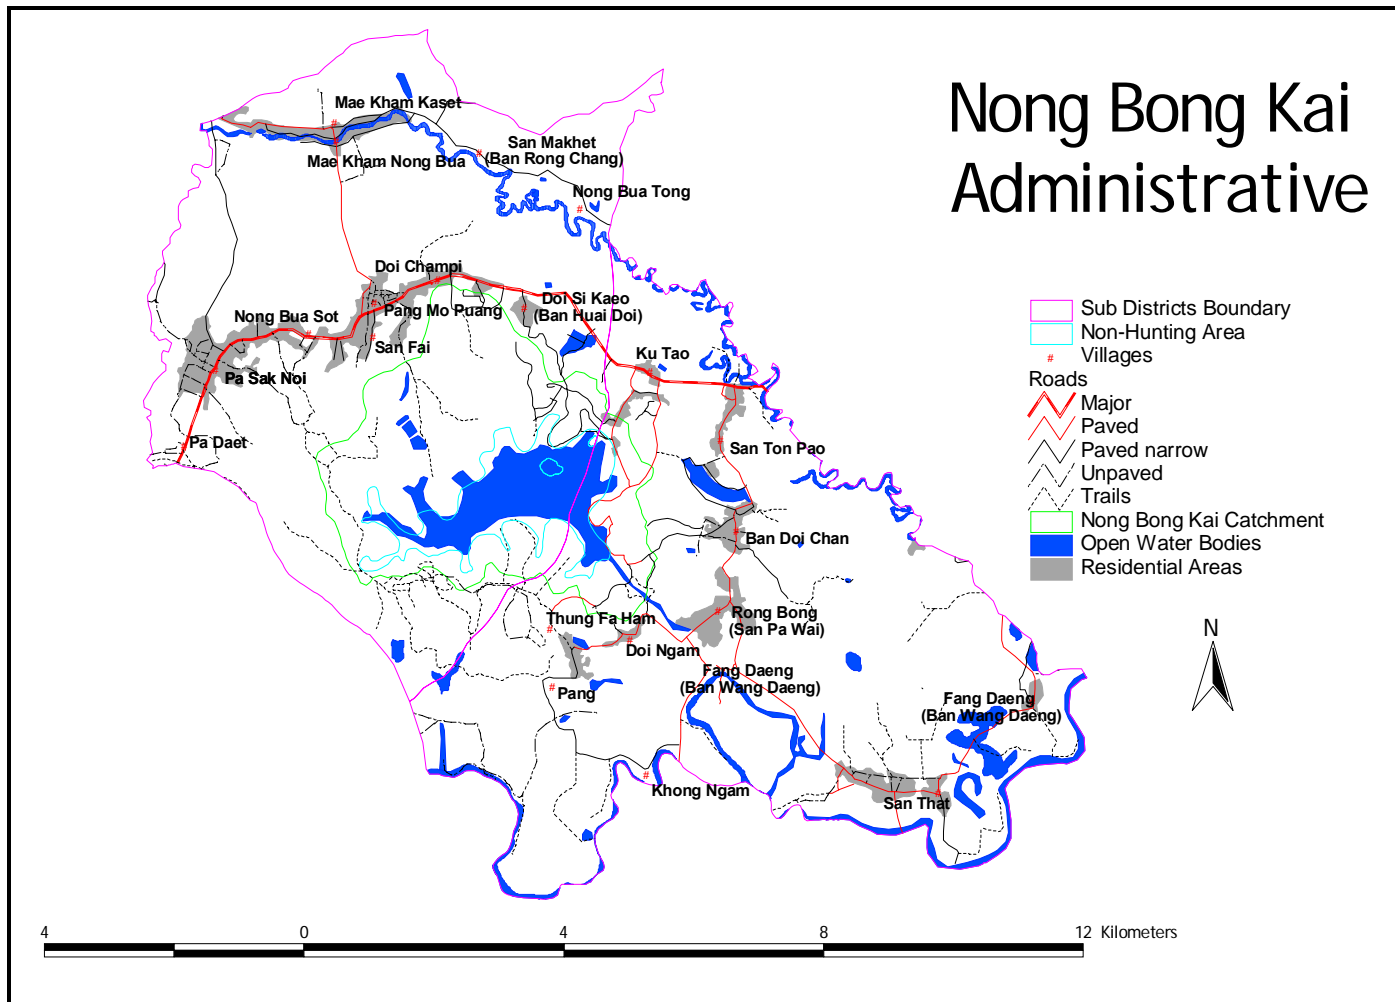 Nong Bong Kai
Administrative
Mae Kham Kaset
Mae Kham Nong Bua
San Makhet
(Ban Rong Chang)
Nong Bua Tong
Doi Champi
Pang Mo Puang
Doi Si Kaeo
(Ban Huai Doi)
Nong Bua Sot
San Fai
Ku Tao
Pa Sak Noi
Pa Daet
San Ton Pao
Ban Doi Chan
Thung Fa Ham
Rong Bong
(San Pa Wai)
Doi Ngam
Fang Daeng
(Ban Wang Daeng)
Pang
Fang Daeng
(Ban Wang Daeng)
Khong Ngam
San That
Sub Districts Boundary
Non-Hunting Area
# Villages
Roads
Major
Paved
Paved narrow
Unpaved
Trails
Nong Bong Kai Catchment
Open Water Bodies
Residential Areas
N
4 0 4 8 12 Kilometers